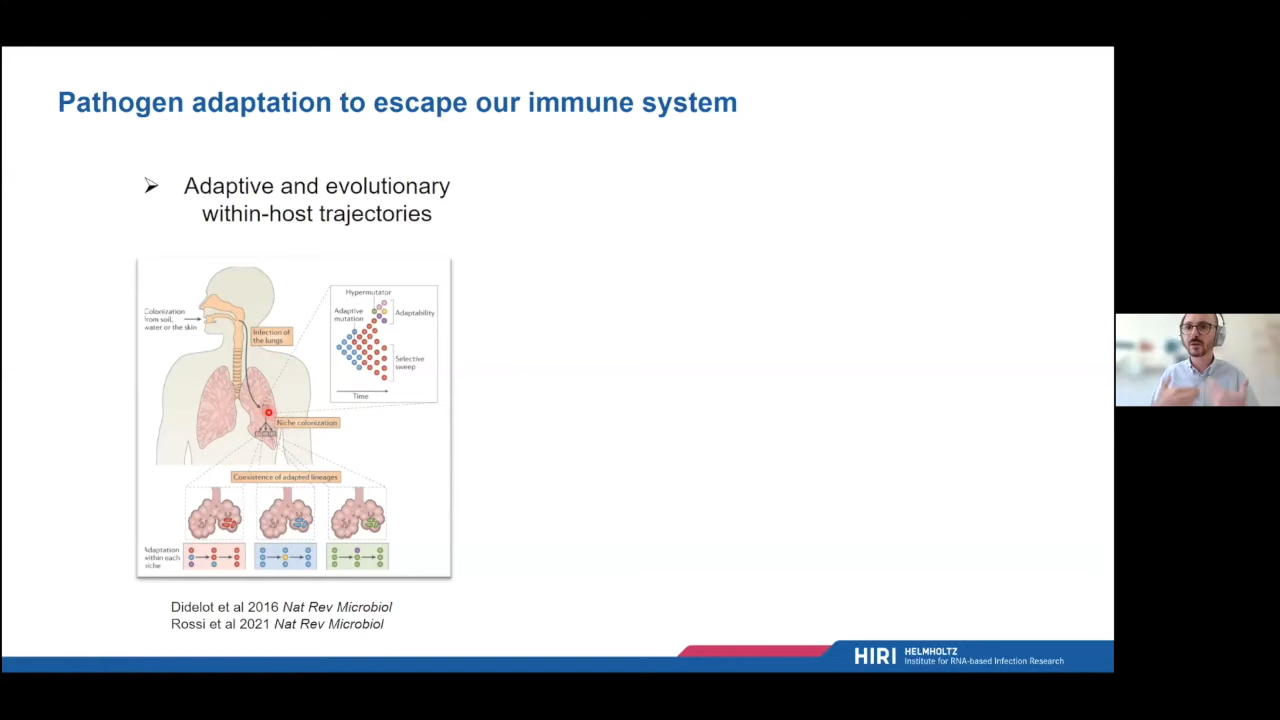 Pathogen adaptation to escape our immune system
➢ Adaptive and evolutionary
within-host trajectories
Colonization
from soil,
water or the skin
Infection of
the lungs
Hypermutator
Adaptive
mutation
Adaptability
Selective
sweep
Time
Niche colonization
Coexistence of adapted lineages
Adaptation
within each
niche
Didelot et al 2016 Nat Rev Microbiol
Rossi et al 2021 Nat Rev Microbiol
HIRI
HELMHOLTZ
Institute for RNA-based Infection Research